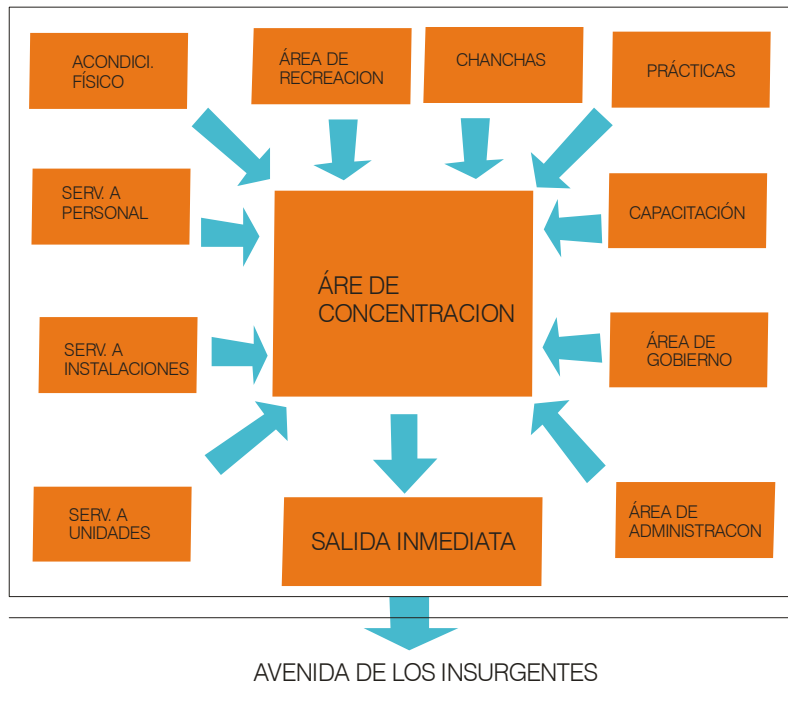 ACONDICI.
FÍSICO
ÁREA DE
RECREACION
CHANCHAS
PRÁCTICAS
SERV. A
PERSONAL
CAPACITACIÓN
ÁRE DE
CONCENTRACION
SERV. A
INSTALACIONES
ÁREA DE
GOBIERNO
SERV. A
UNIDADES
SALIDA INMEDIATA
ÁREA DE
ADMINISTRACON
AVENIDA DE LOS INSURGENTES